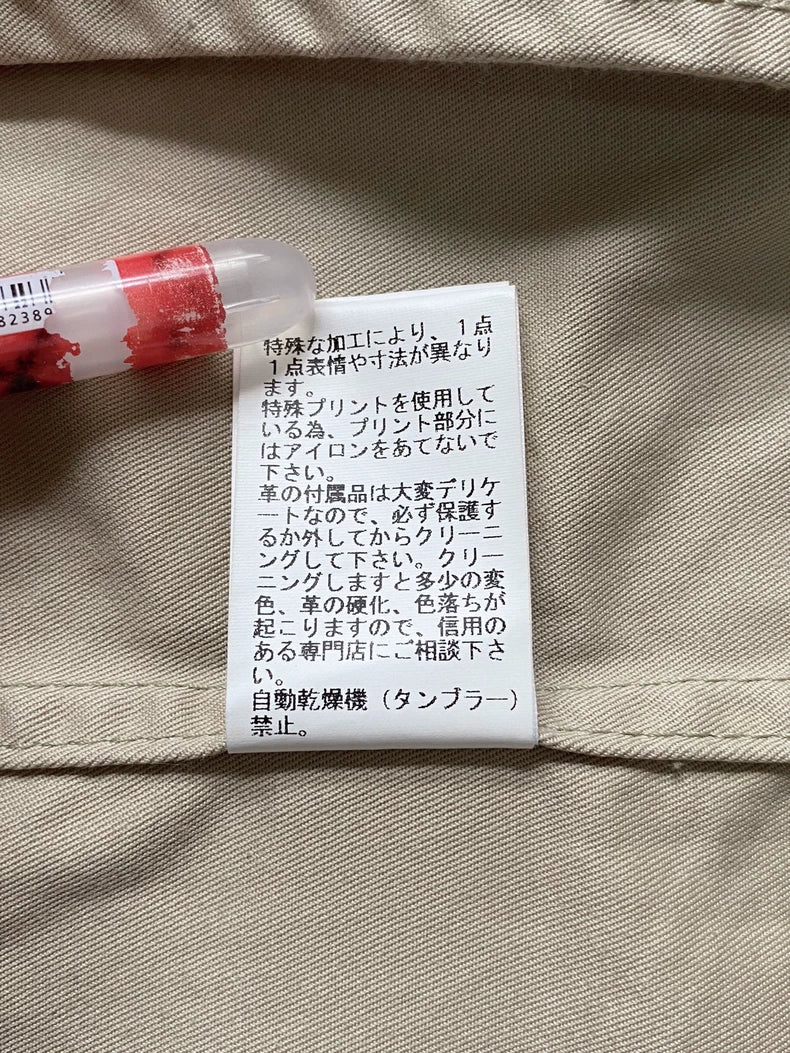 82389
特殊な加工により、1点
1点表情や寸法が異なり
ます。
特殊プリントを使用して
いる為、プリント部分に
はアイロンをあてないで
下さい。
革の付属品は大変デリケ
ートなので、必ず保護す
るか外してからクリーニ
ングして下さい。クリー
ニングしますと多少の変
色、革の硬化、色落ちが
起こりますので、信用の
ある専門店にご相談下さ
い。
自動乾燥機（タンブラー）
禁止。